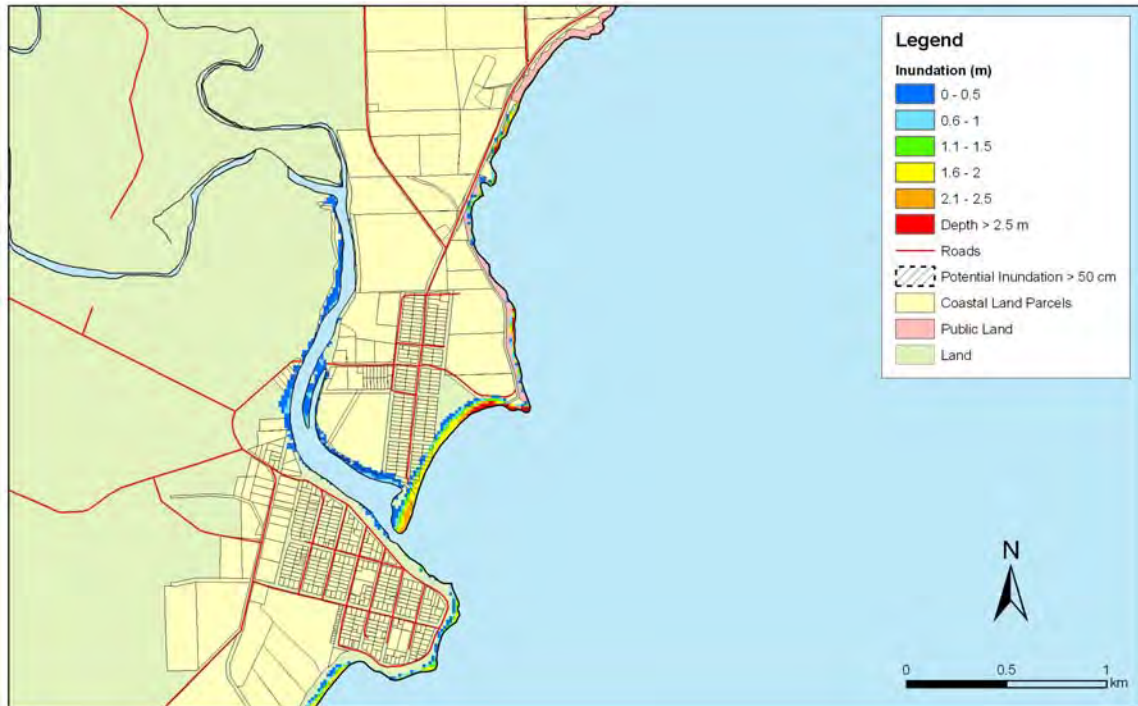 Legend
Inundation (m)
0 - 0.5
0.6 - 1
1.1 - 1.5
1.6 - 2
2.1 - 2.5
Depth > 2.5 m
Roads
Potential Inundation > 50 cm
Coastal Land Parcels
Public Land
Land
N
0 0.5 1
km